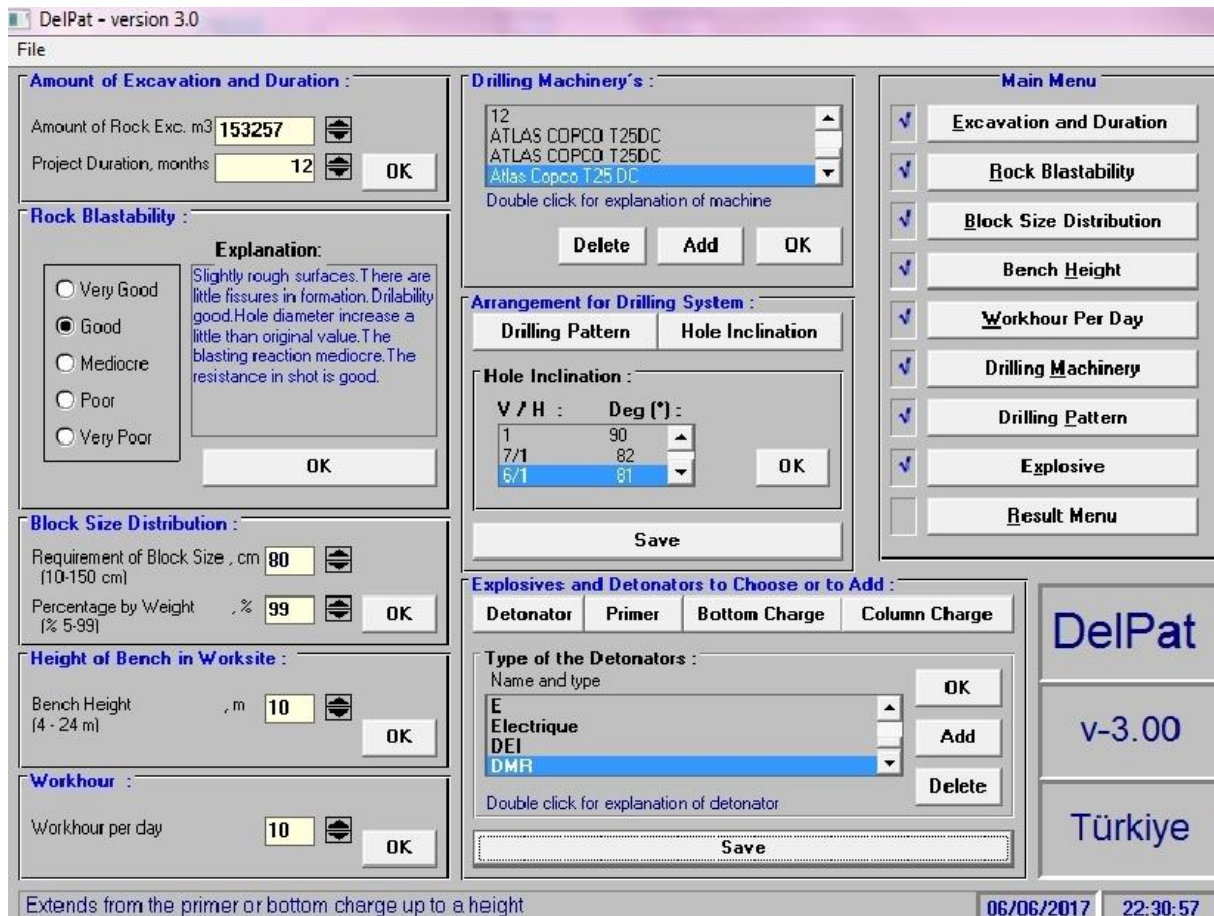 DelPat - version 3.0
File
Amount of Excavation and Duration :
Amount of Rock Exc. m3 153257
Project Duration, months 12
OK
Rock Blastability :
Explanation:
Very Good
Good
Mediocre
Poor
Very Poor
Slightly rough surfaces.There are
little fissures in formation. Drilability
good.Hole diameter increase a
little than original value.The
blasting reaction mediocre.The
resistance in shot is good.
OK
Block Size Distribution :
Requirement of Block Size , cm 80
(10-150 cm)
Percentage by Weight , % 99
(% 5-99)
OK
Height of Bench in Worksite :
Bench Height , m 10
(4 - 24 m)
OK
Workhour :
Workhour per day 10
OK
Drilling Machinery´s :
12
ATLAS COPCO T25DC
ATLAS COPCO T25DC
Atlas Copco T25 DC
Double click for explanation of machine
Delete Add OK
Arrangement for Drilling System :
Drilling Pattern Hole Inclination
Hole Inclination :
V / H : Deg (°) :
1 90
7/1 82
6/1 81
OK
Save
Explosives and Detonators to Choose or to Add :
Detonator Primer Bottom Charge Column Charge
Type of the Detonators :
Name and type
E
Electrique
DEI
DMR
OK
Add
Delete
Double click for explanation of detonator
Save
Main Menu
Excavation and Duration
Rock Blastability
Block Size Distribution
Bench Height
Workhour Per Day
Drilling Machinery
Drilling Pattern
Explosive
Result Menu
DelPat
v-3.00
Türkiye
Extends from the primer or bottom charge up to a height
06/06/2017 22:30:57